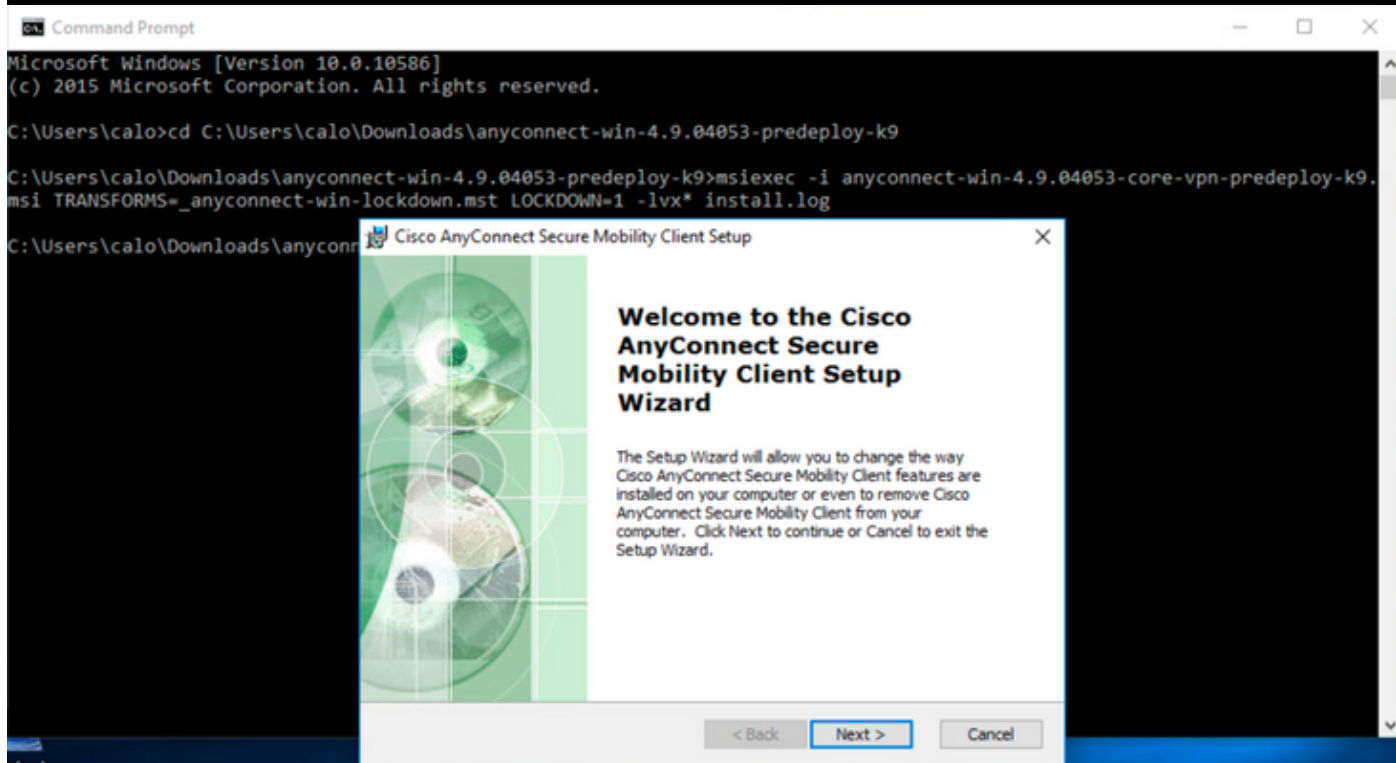 Command Prompt
Microsoft Windows [Version 10.0.10586]
(c) 2015 Microsoft Corporation. All rights reserved.
C:\Users\calo>cd C:\Users\calo\Downloads\anyconnect-win-4.9.04053-predeploy-k9
C:\Users\calo\Downloads\anyconnect-win-4.9.04053-predeploy-k9>msiexec -i anyconnect-win-4.9.04053-core-vpn-predeploy-k9.
msi TRANSFORMS=_anyconnect-win-lockdown.mst LOCKDOWN=1 -lvx* install.log
C:\Users\calo\Downloads\anyconr
Cisco AnyConnect Secure Mobility Client Setup
Welcome to the Cisco
AnyConnect Secure
Mobility Client Setup
Wizard
The Setup Wizard will allow you to change the way
Cisco AnyConnect Secure Mobility Client features are
installed on your computer or even to remove Cisco
AnyConnect Secure Mobility Client from your
computer. Click Next to continue or Cancel to exit the
Setup Wizard.
< Back
Next >
Cancel